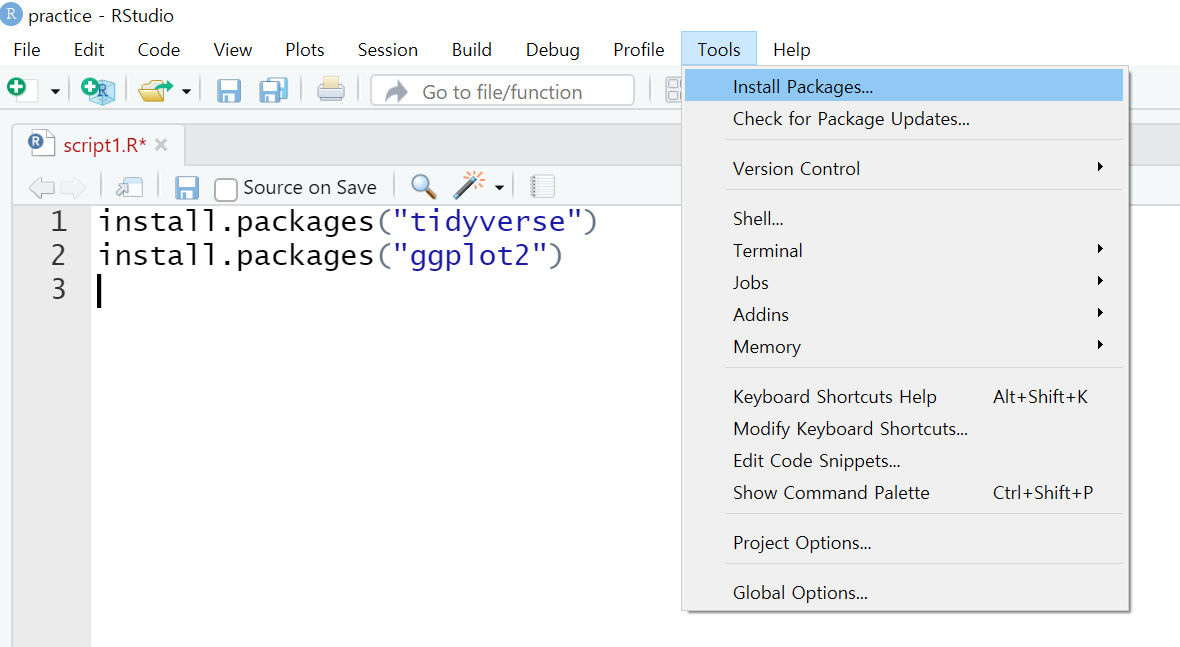 R practice - RStudio
File Edit Code View Plots Session Build Debug Profile Tools Help
R Go to file/function
R script1.R*
Source on Save
1 install.packages("tidyverse")
2 install.packages("ggplot2")
3
Install Packages...
Check for Package Updates...
Version Control
Shell...
Terminal
Jobs
Addins
Memory
Keyboard Shortcuts Help Alt+Shift+K
Modify Keyboard Shortcuts...
Edit Code Snippets...
Show Command Palette Ctrl+Shift+P
Project Options...
Global Options...